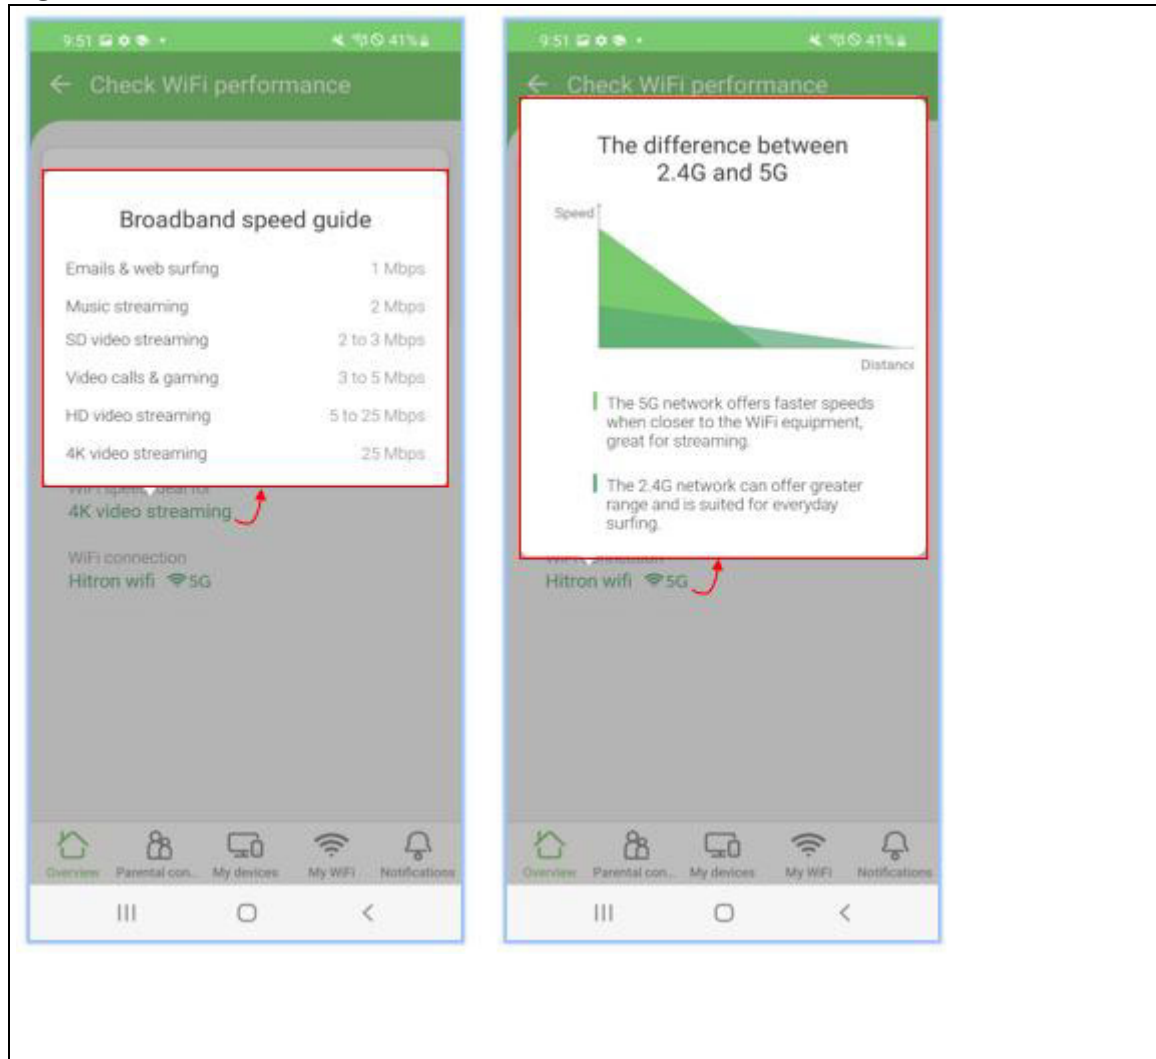 9:51
41%
Check WiFi performance
Broadband speed guide
Emails & web surfing 1 Mbps
Music streaming 2 Mbps
SD video streaming 2 to 3 Mbps
Video calls & gaming 3 to 5 Mbps
HD video streaming 5 to 25 Mbps
4K video streaming 25 Mbps
4K video streaming
WiFi connection
Hitron wifi 5G
Overview Parental con... My devices My WiFi Notifications
9:51
41%
Check WiFi performance
The difference between
2.4G and 5G
Speed
Distance
The 5G network offers faster speeds
when closer to the WiFi equipment,
great for streaming.
The 2.4G network can offer greater
range and is suited for everyday
surfing.
Hitron wifi 5G
Overview Parental con... My devices My WiFi Notifications